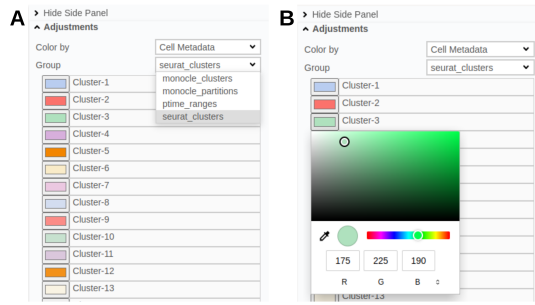 A
Hide Side Panel
Adjustments
Color by
Cell Metadata
Group
seurat_clusters
monocle_clusters
monocle_partitions
ptime_ranges
seurat_clusters
Cluster-1
Cluster-2
Cluster-3
Cluster-4
Cluster-5
Cluster-6
Cluster-7
Cluster-8
Cluster-9
Cluster-10
Cluster-11
Cluster-12
Cluster-13
B
Hide Side Panel
Adjustments
Color by
Cell Metadata
Group
seurat_clusters
Cluster-1
Cluster-2
Cluster-3
175 225 190
R G B
Cluster-13